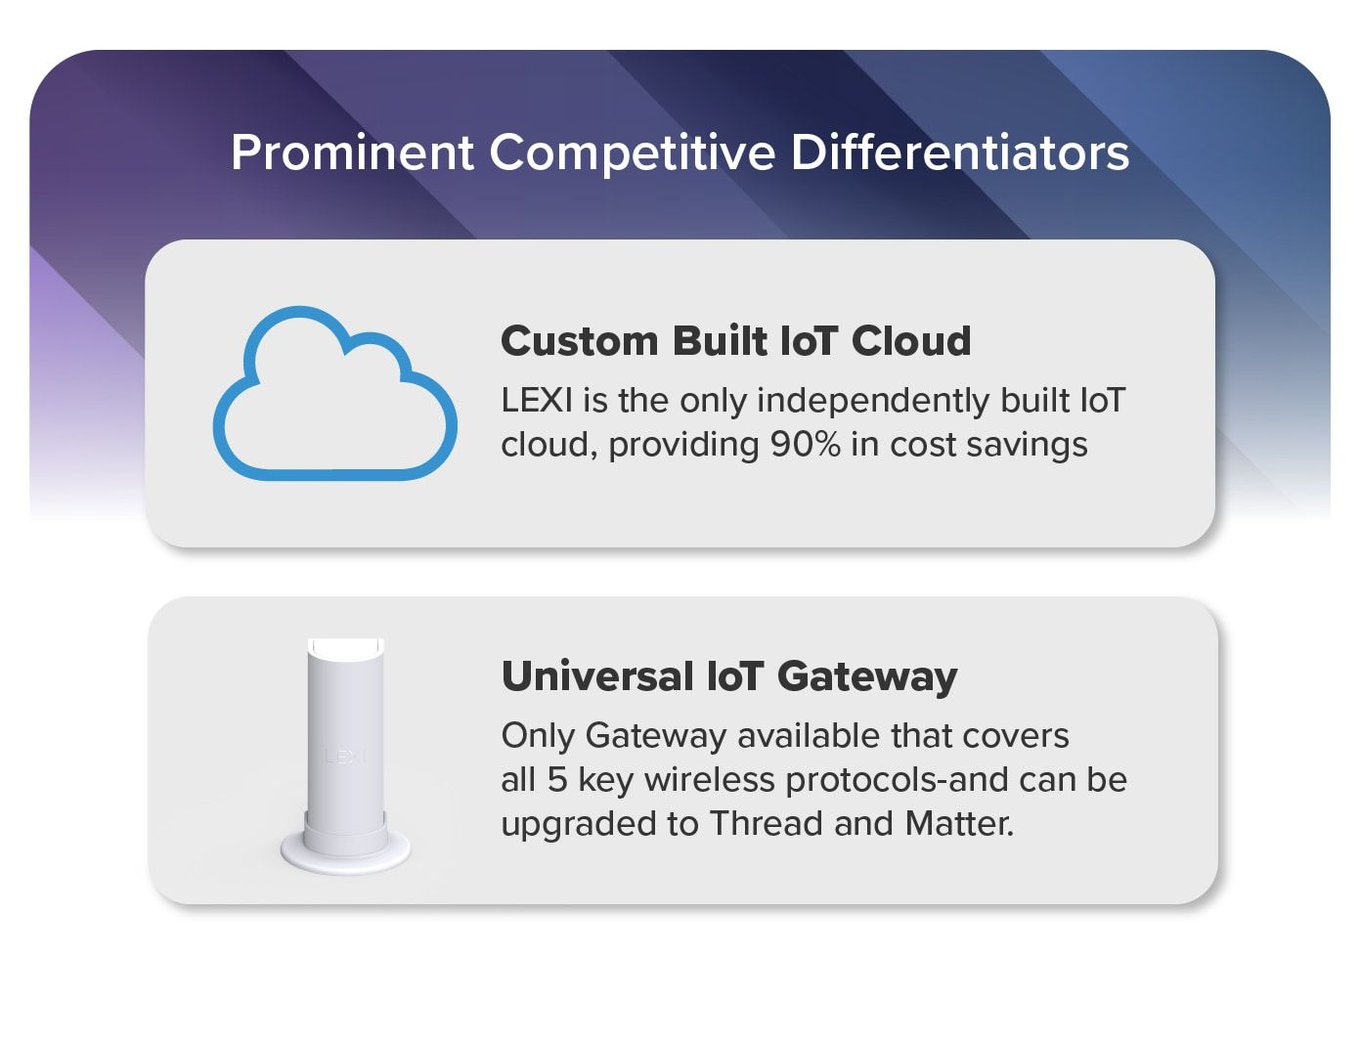 Prominent Competitive Differentiators
Custom Built IoT Cloud
LEXI is the only independently built IoT
cloud, providing 90% in cost savings
LEXI
Universal IoT Gateway
Only Gateway available that covers
all 5 key wireless protocols-and can be
upgraded to Thread and Matter.